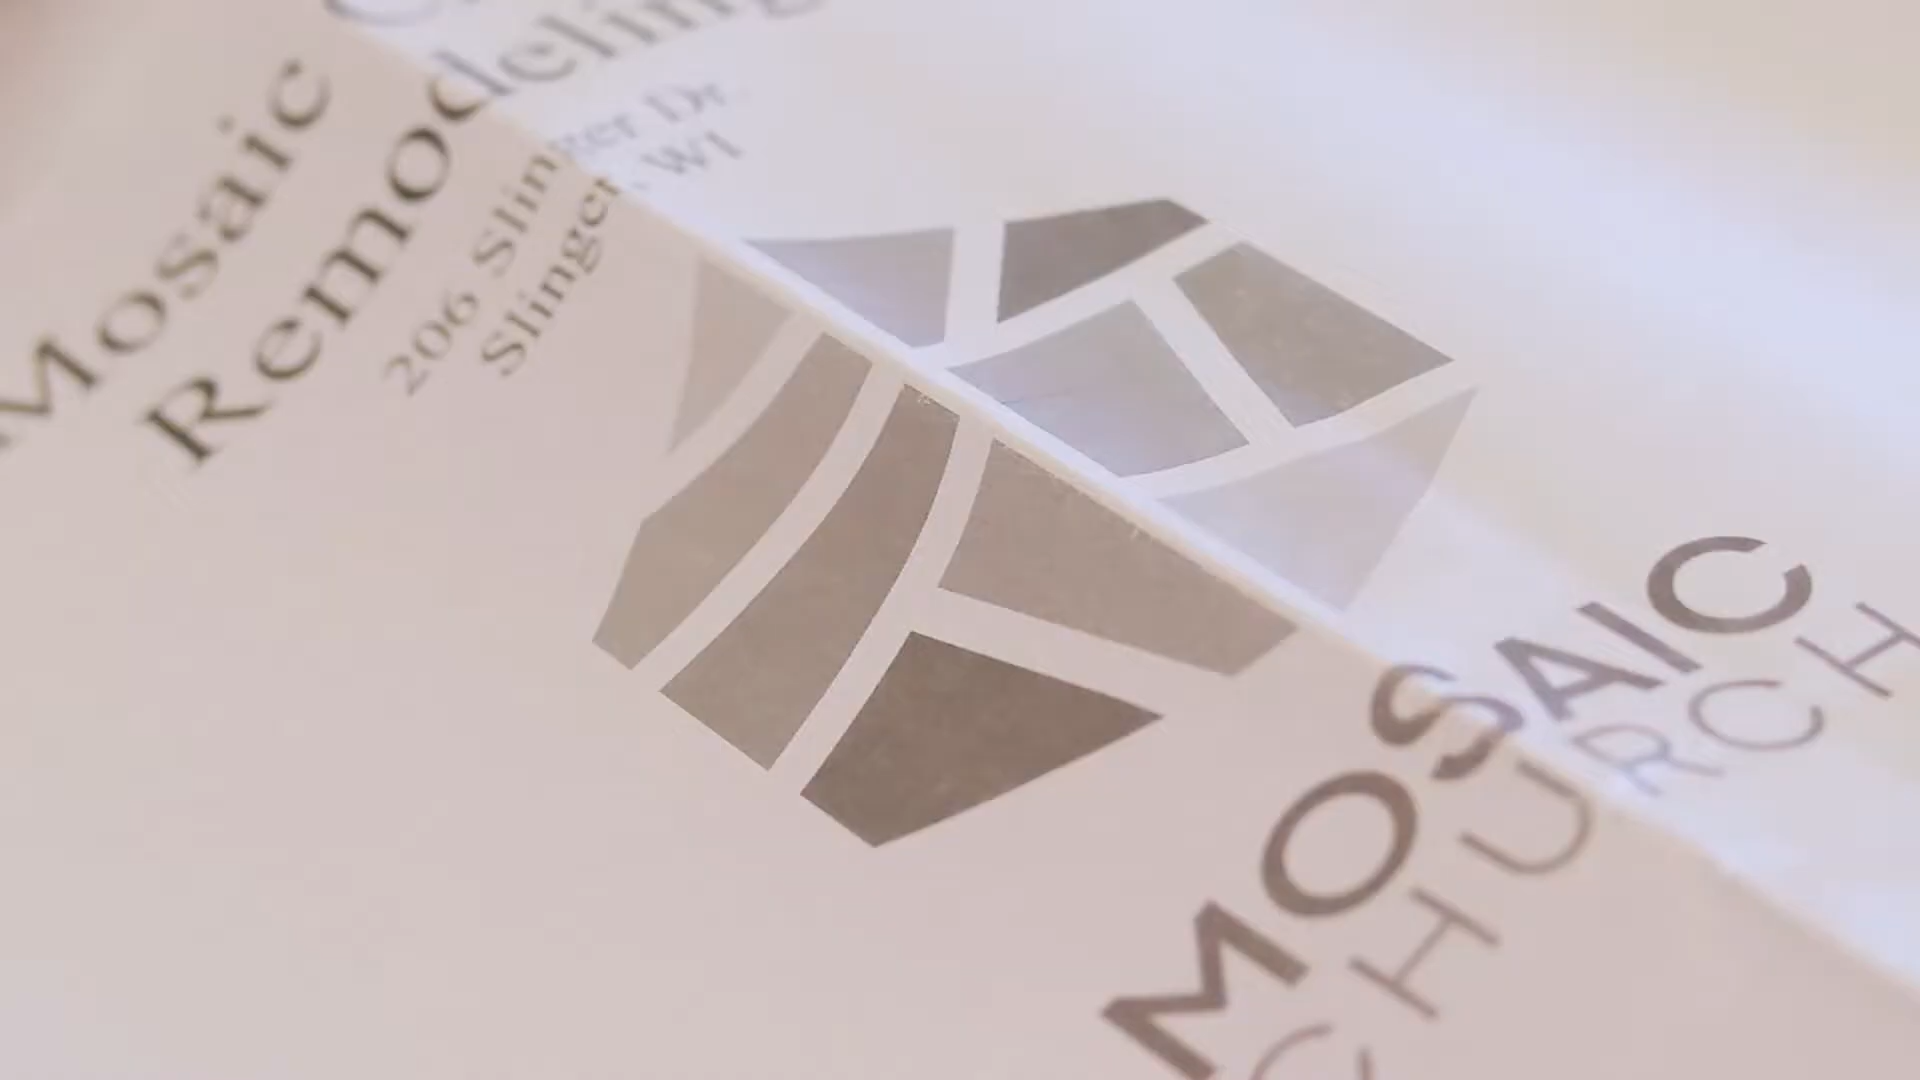 Mosaic
Remodeling
206 Slinger Dr.
Slinger, WI
MOSAIC
CHURCH